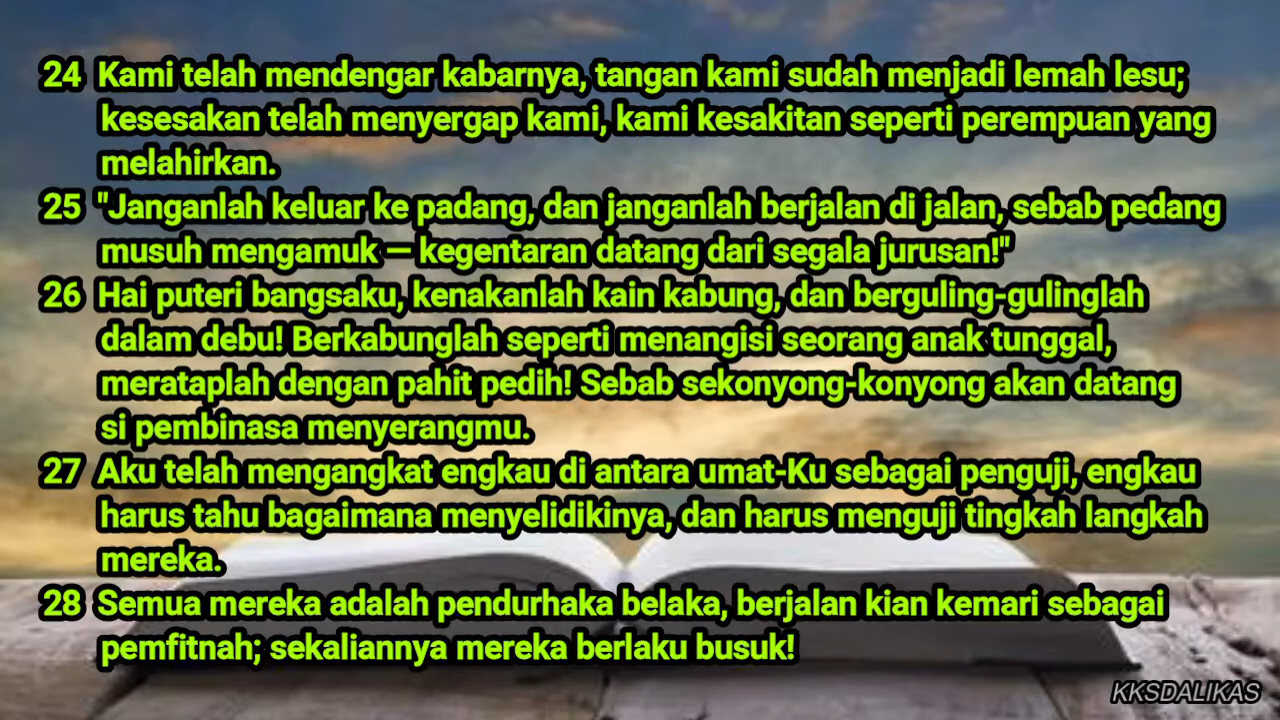 24 Kami telah mendengar kabarnya, tangan kami sudah menjadi lemah lesu;
kesesakan telah menyergap kami, kami kesakitan seperti perempuan yang
melahirkan.
25 "Janganlah keluar ke padang, dan janganlah berjalan di jalan, sebab pedang
musuh mengamuk — kegentaran datang dari segala jurusan!"
26 Hai puteri bangsaku, kenakanlah kain kabung, dan berguling-gulinglah
dalam debu! Berkabunglah seperti menangisi seorang anak tunggal,
merataplah dengan pahit pedih! Sebab sekonyong-konyong akan datang
si pembinasa menyerangmu.
27 Aku telah mengangkat engkau di antara umat-Ku sebagai penguji, engkau
harus tahu bagaimana menyelidikinya, dan harus menguji tingkah langkah
mereka.
28 Semua mereka adalah pendurhaka belaka, berjalan kian kemari sebagai
pemfitnah; sekaliannya mereka berlaku busuk!
KKSDALIKAS